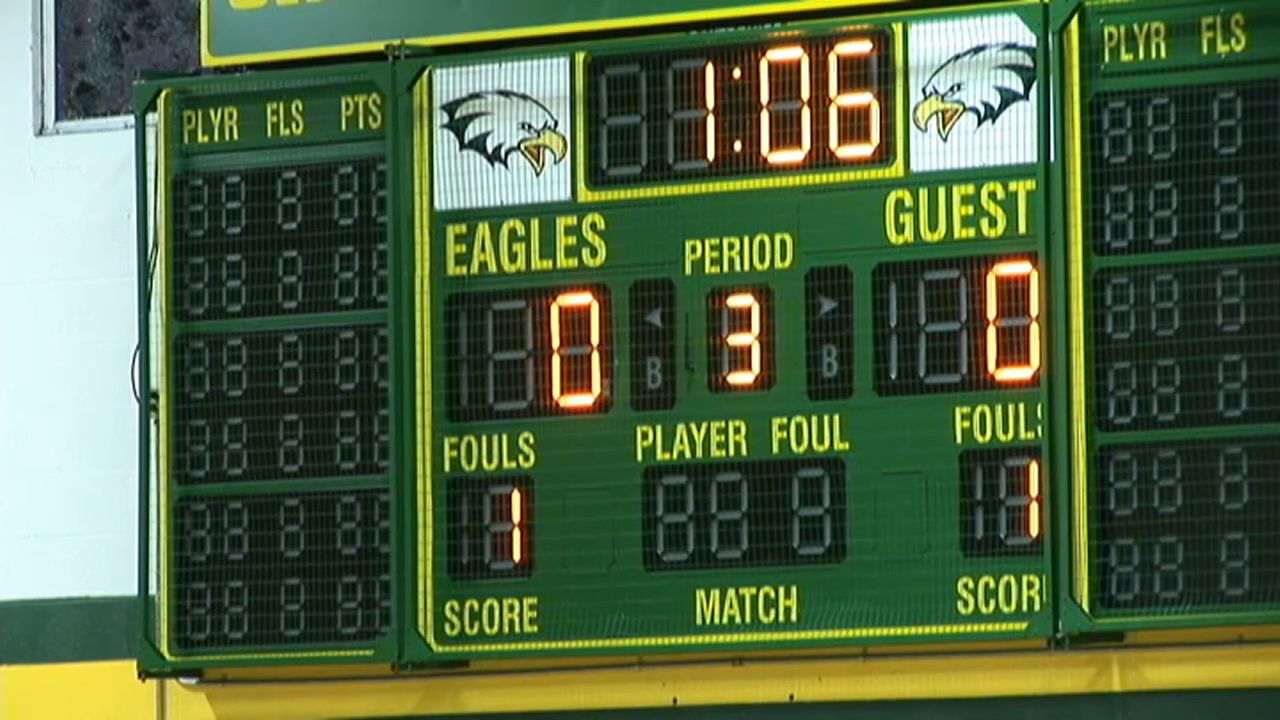 PLYR FLS PTS
1:06
PLYR FLS
EAGLES
GUEST
PERIOD
0
3
0
B
B
FOULS
PLAYER FOUL
FOULS
1
1
SCORE
MATCH
SCOR